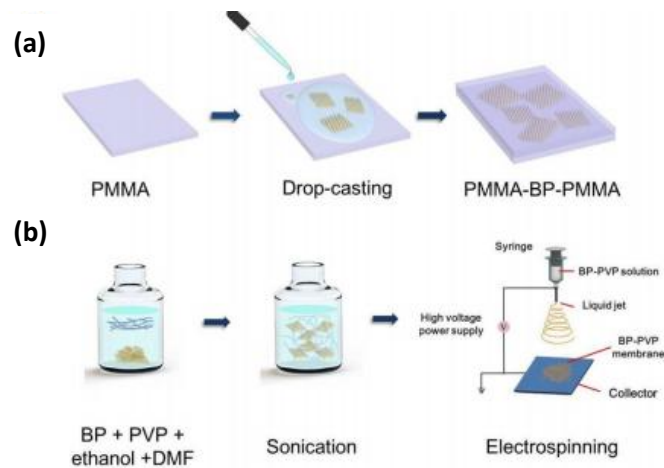 (a)
PMMA
Drop-casting
PMMA-BP-PMMA
(b)
Syringe
BP-PVP solution
High voltage
power supply
V
Liquid jet
BP-PVP
membrane
Collector
BP + PVP +
ethanol +DMF
Sonication
Electrospinning